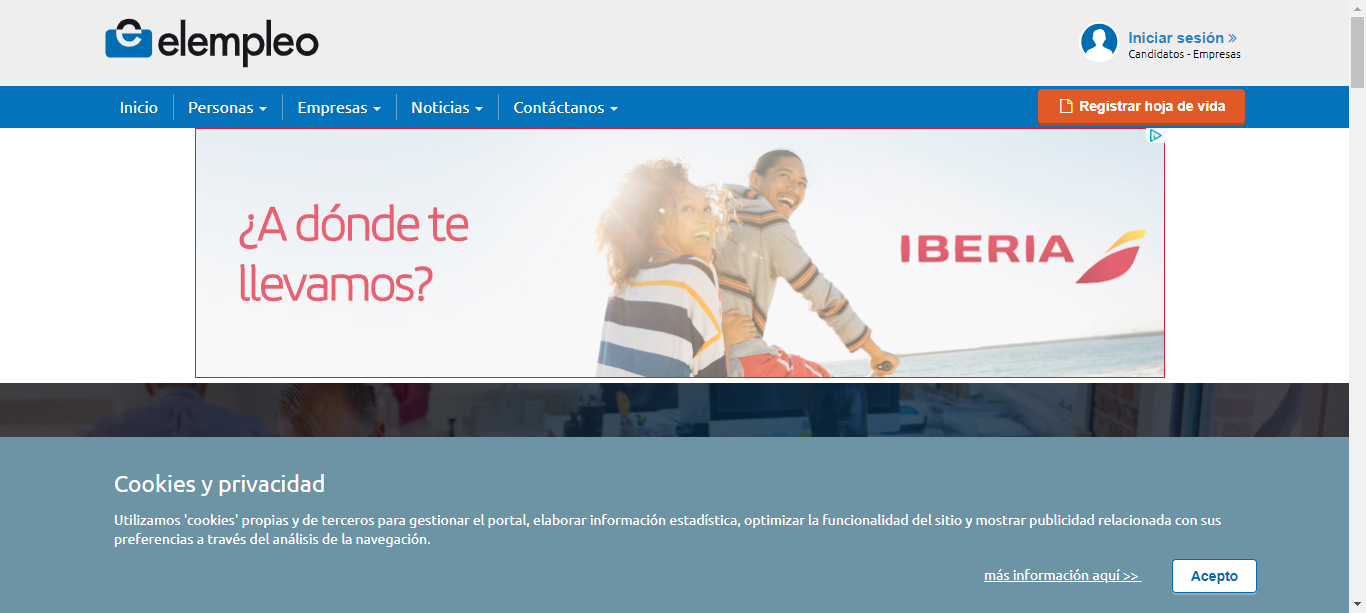 elempleo
Iniciar sesión »
Candidatos - Empresas
Inicio
Personas
Empresas
Noticias
Contáctanos
Registrar hoja de vida
¿A dónde te
llevamos?
IBERIA
Cookies y privacidad
Utilizamos 'cookies' propias y de terceros para gestionar el portal, elaborar información estadística, optimizar la funcionalidad del sitio y mostrar publicidad relacionada con sus
preferencias a través del análisis de la navegación.
más información aquí >>
Acepto